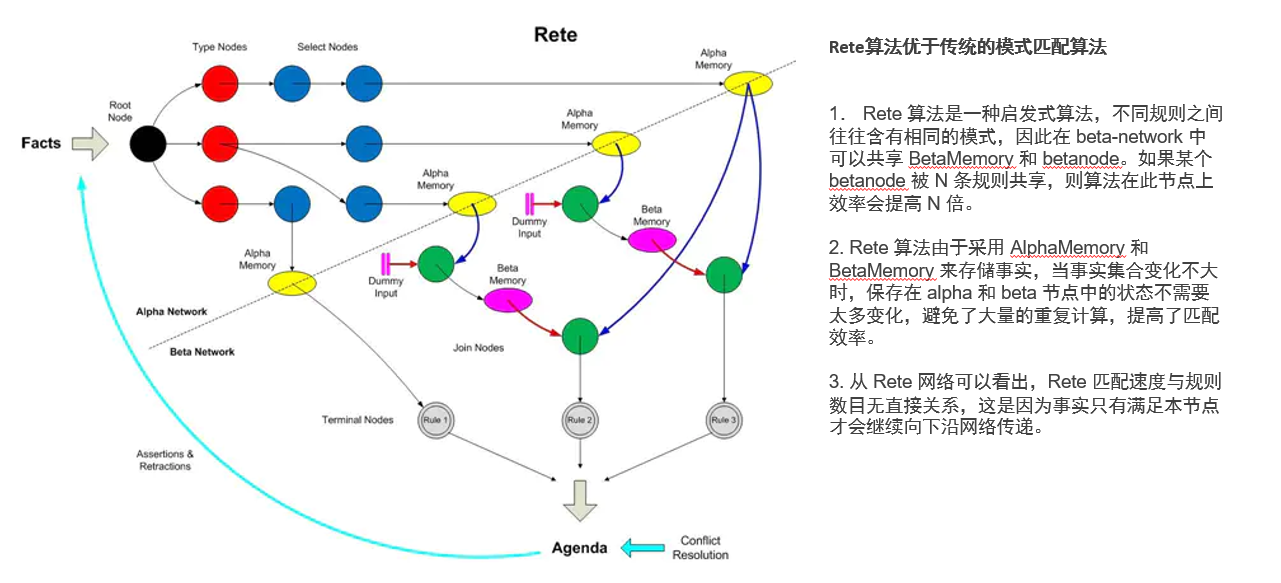 Rete
Type Nodes
Select Nodes
Alpha
Memory
Root
Node
Facts
Alpha
Memory
Alpha
Memory
Dummy
Input
Beta
Memory
Alpha
Memory
Dummy
Input
Beta
Memory
Alpha Network
Beta Network
Join Nodes
Terminal Nodes
Rule 1
Rule 2
Rule 3
Assertions &
Retractions
Agenda
Conflict
Resolution
Rete算法优于传统的模式匹配算法
1. Rete 算法是一种启发式算法，不同规则之间
往往含有相同的模式，因此在 beta-network 中
可以共享 BetaMemory 和 betanode。如果某个
betanode 被 N 条规则共享，则算法在此节点上
效率会提高 N 倍。
2. Rete 算法由于采用 AlphaMemory 和
BetaMemory 来存储事实，当事实集合变化不大
时，保存在 alpha 和 beta 节点中的状态不需要
太多变化，避免了大量的重复计算，提高了匹配
效率。
3. 从 Rete 网络可以看出，Rete 匹配速度与规则
数目无直接关系，这是因为事实只有满足本节点
才会继续向下沿网络传递。